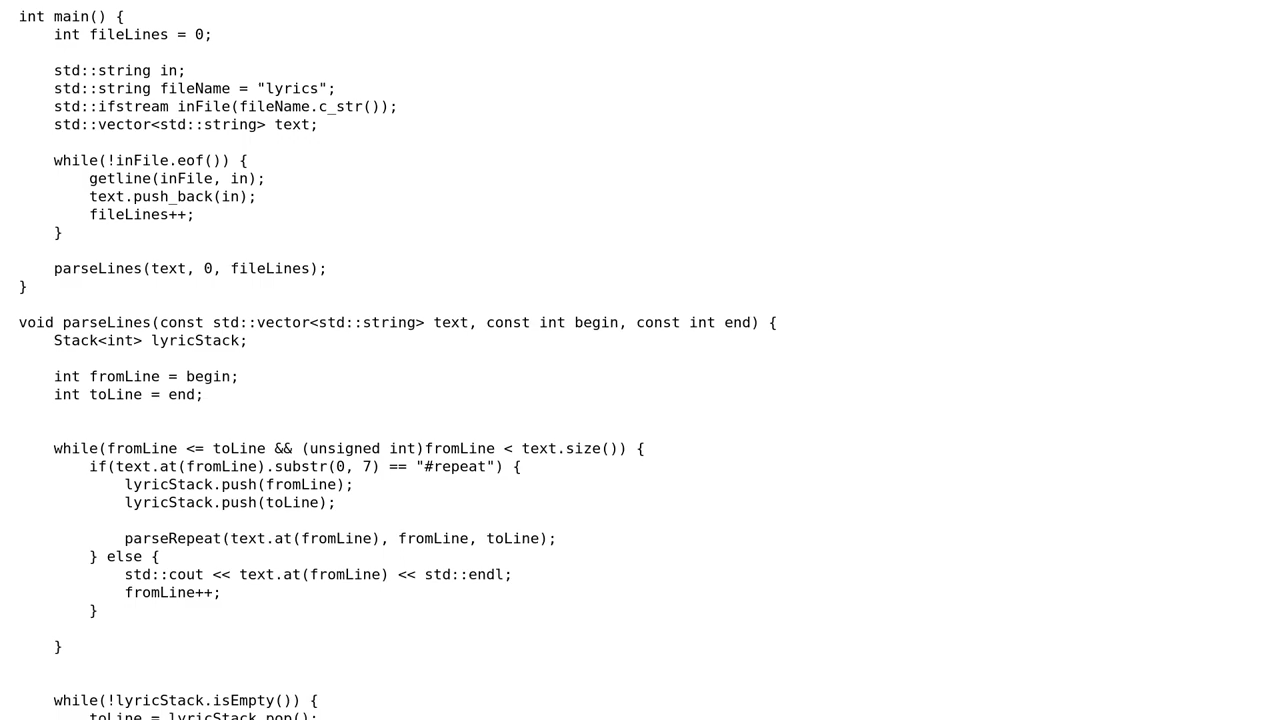 int main() {
    int fileLines = 0;

    std::string in;
    std::string fileName = "lyrics";
    std::ifstream inFile(fileName.c_str());
    std::vector<std::string> text;

    while(!inFile.eof()) {
        getline(inFile, in);
        text.push_back(in);
        fileLines++;
    }

    parseLines(text, 0, fileLines);
}

void parseLines(const std::vector<std::string> text, const int begin, const int end) {
    Stack<int> lyricStack;

    int fromLine = begin;
    int toLine = end;


    while(fromLine <= toLine && (unsigned int)fromLine < text.size()) {
        if(text.at(fromLine).substr(0, 7) == "#repeat") {
            lyricStack.push(fromLine);
            lyricStack.push(toLine);

            parseRepeat(text.at(fromLine), fromLine, toLine);
        } else {
            std::cout << text.at(fromLine) << std::endl;
            fromLine++;
        }

    }


    while(!lyricStack.isEmpty()) {
        toLine = lyricStack.pop();